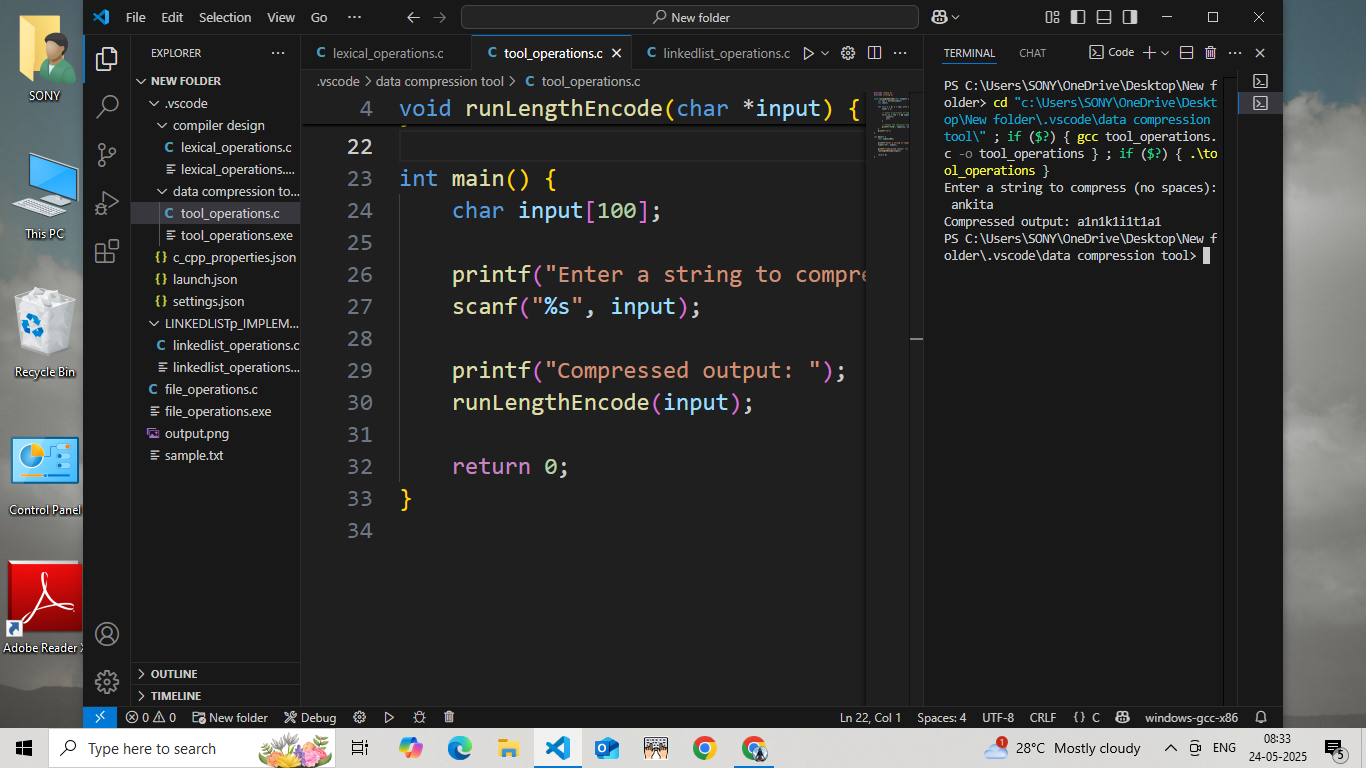 SONY
This PC
Recycle Bin
Control Panel
Adobe Reader X
File Edit Selection View Go ···
New folder
EXPLORER
NEW FOLDER
.vscode
compiler design
lexical_operations.c
lexical_operations....
data compression to...
tool_operations.c
tool_operations.exe
c_cpp_properties.json
launch.json
settings.json
LINKEDLISTp_IMPLEM...
linkedlist_operations.c
linkedlist_operations...
file_operations.c
file_operations.exe
output.png
sample.txt
OUTLINE
TIMELINE
lexical_operations.c tool_operations.c linkedlist_operations.c
.vscode > data compression tool > C tool_operations.c
4 void runLengthEncode(char *input) {
22
23 int main() {
24 char input[100];
25
26 printf("Enter a string to compre
27 scanf("%s", input);
28
29 printf("Compressed output: ");
30 runLengthEncode(input);
31
32 return 0;
33 }
34
TERMINAL CHAT Code
PS C:\Users\SONY\OneDrive\Desktop\New f
older> cd "c:\Users\SONY\OneDrive\Deskt
op\New folder\.vscode\data compression
tool\" ; if ($?) { gcc tool_operations.
c -o tool_operations } ; if ($?) { .\to
ol_operations }
Enter a string to compress (no spaces):
ankita
Compressed output: a1n1k1i1t1a1
PS C:\Users\SONY\OneDrive\Desktop\New f
older\.vscode\data compression tool>
0 0 New folder Debug Ln 22, Col 1 Spaces: 4 UTF-8 CRLF {} C windows-gcc-x86
Type here to search
1 28°C Mostly cloudy ENG
08:33
24-05-2025
5